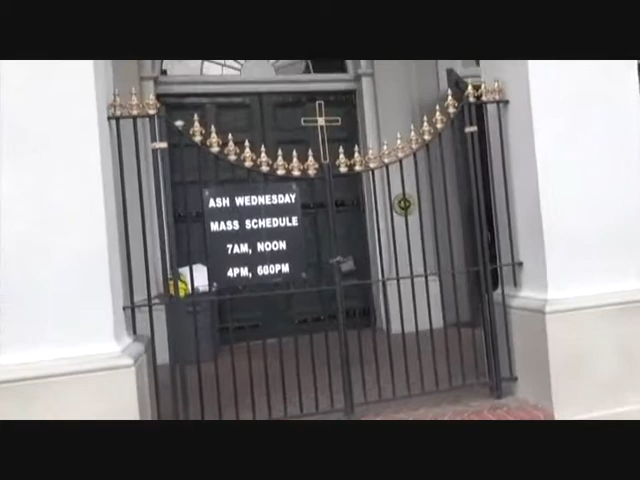 ASH WEDNESDAY
MASS SCHEDULE
7AM, NOON
4PM, 600PM